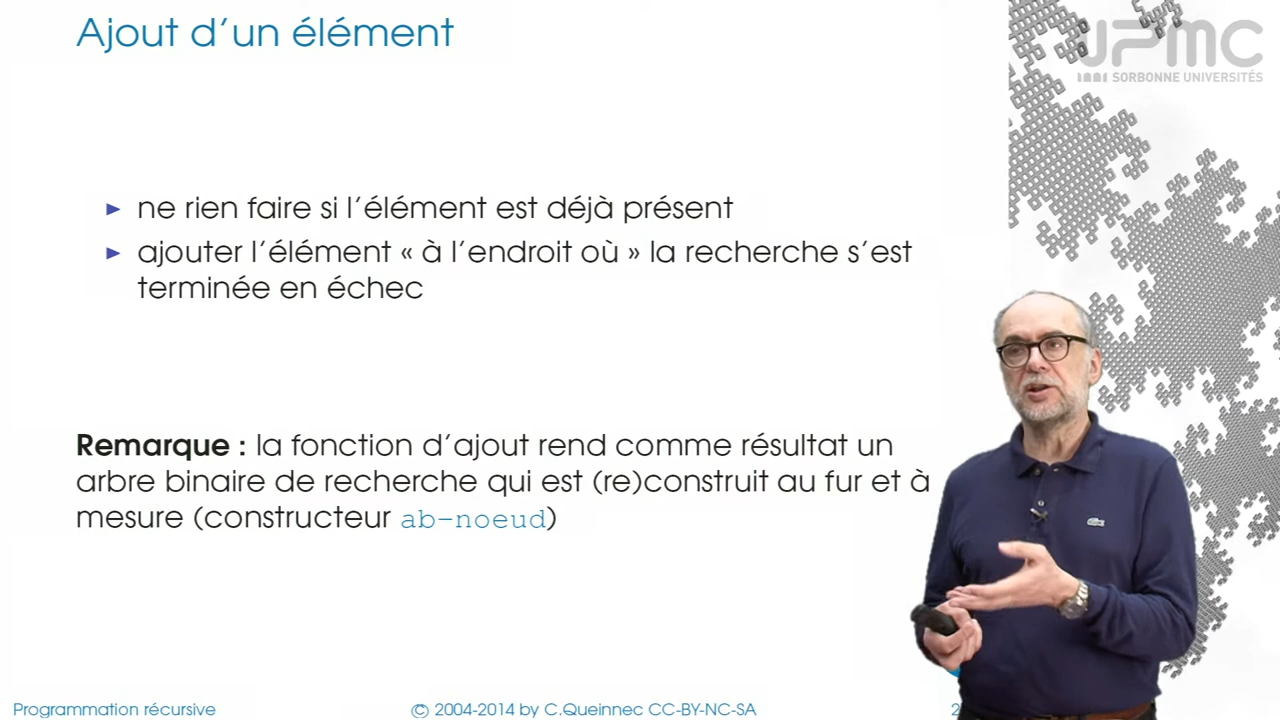 Ajout d'un élément
UPMC
SORBONNE UNIVERSITÉS
► ne rien faire si l'élément est déjà présent
► ajouter l'élément « à l'endroit où » la recherche s'est
terminée en échec
Remarque : la fonction d'ajout rend comme résultat un
arbre binaire de recherche qui est (re)construit au fur et à
mesure (constructeur ab-noeud)
Programmation récursive
© 2004-2014 by C.Queinnec CC-BY-NC-SA